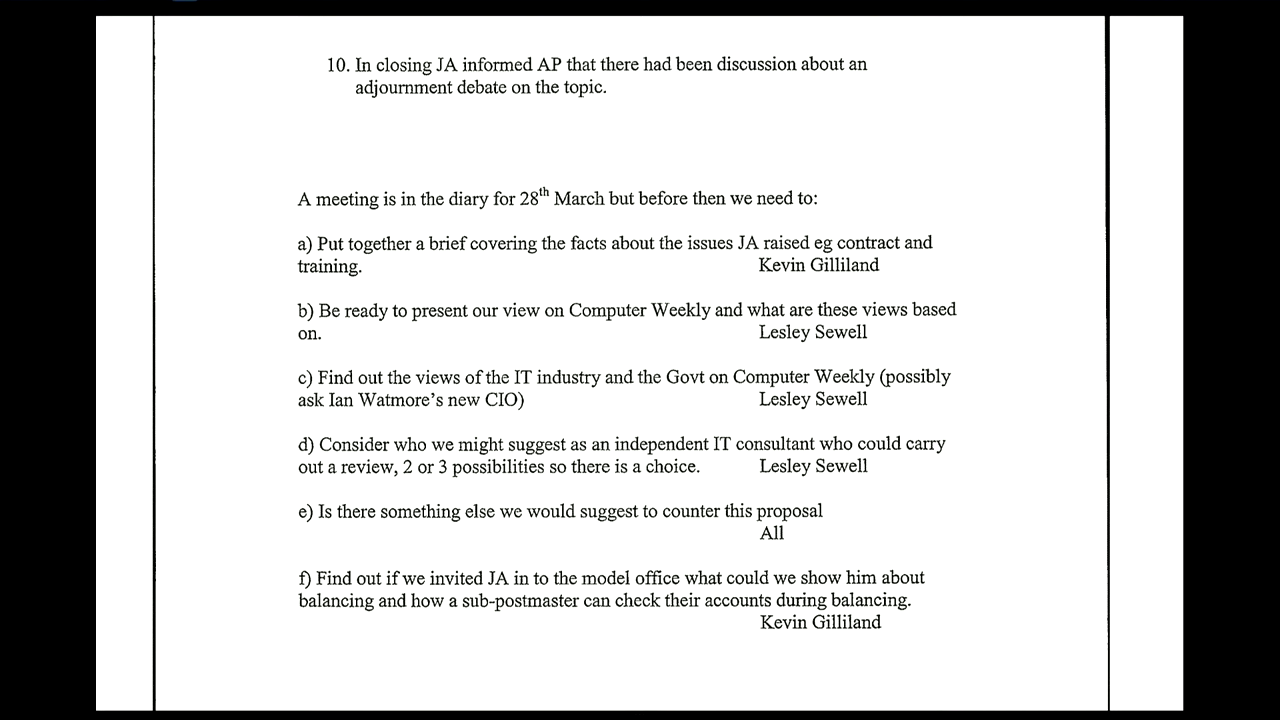 10. In closing JA informed AP that there had been discussion about an
adjournment debate on the topic.
A meeting is in the diary for 28th March but before then we need to:
a) Put together a brief covering the facts about the issues JA raised eg contract and
training. Kevin Gilliland
b) Be ready to present our view on Computer Weekly and what are these views based
on. Lesley Sewell
c) Find out the views of the IT industry and the Govt on Computer Weekly (possibly
ask Ian Watmore's new CIO) Lesley Sewell
d) Consider who we might suggest as an independent IT consultant who could carry
out a review, 2 or 3 possibilities so there is a choice. Lesley Sewell
e) Is there something else we would suggest to counter this proposal
All
f) Find out if we invited JA in to the model office what could we show him about
balancing and how a sub-postmaster can check their accounts during balancing.
Kevin Gilliland